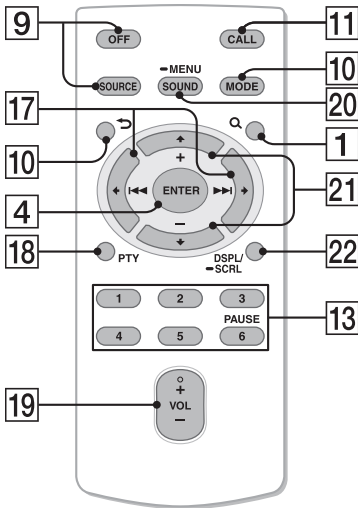 9
11
OFF
CALL
– MENU
SOURCE
SOUND
MODE
10
17
20
10
1
+
ENTER
4
21
–
18
PTY
DSPL/
– SCRL
22
1 2 3
PAUSE
4 5 6
13
+
VOL
–
19